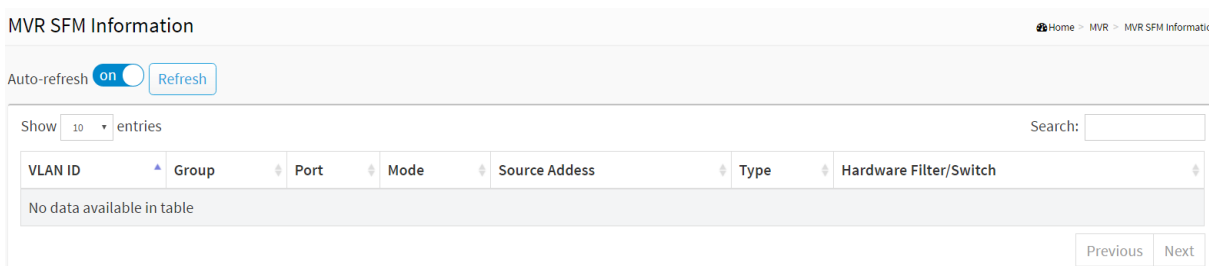 MVR SFM Information Home > MVR > MVR SFM Informatio
Auto-refresh on Refresh
Show 10 entries Search:
VLAN ID Group Port Mode Source Addess Type Hardware Filter/Switch
No data available in table
Previous Next